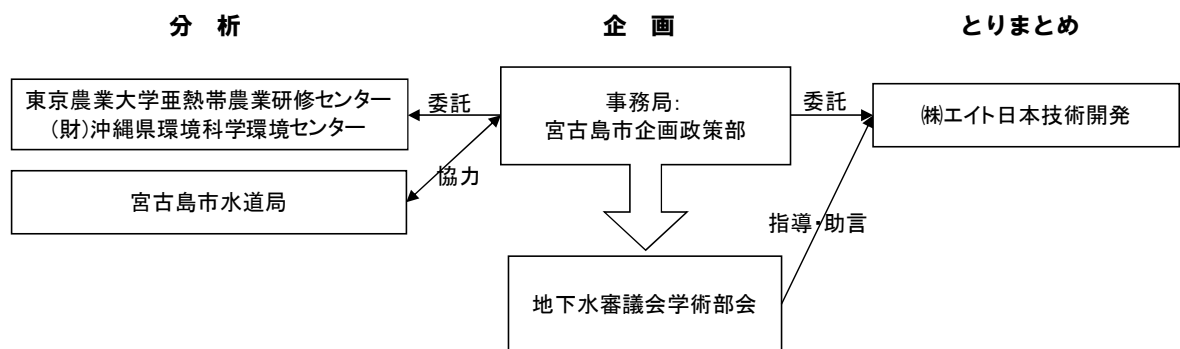 分 析
企 画
とりまとめ
東京農業大学亜熱帯農業研修センター
(財)沖縄県環境科学環境センター
委託
事務局:
宮古島市企画政策部
委託
㈱エイト日本技術開発
宮古島市水道局
協力
指導・助言
地下水審議会学術部会